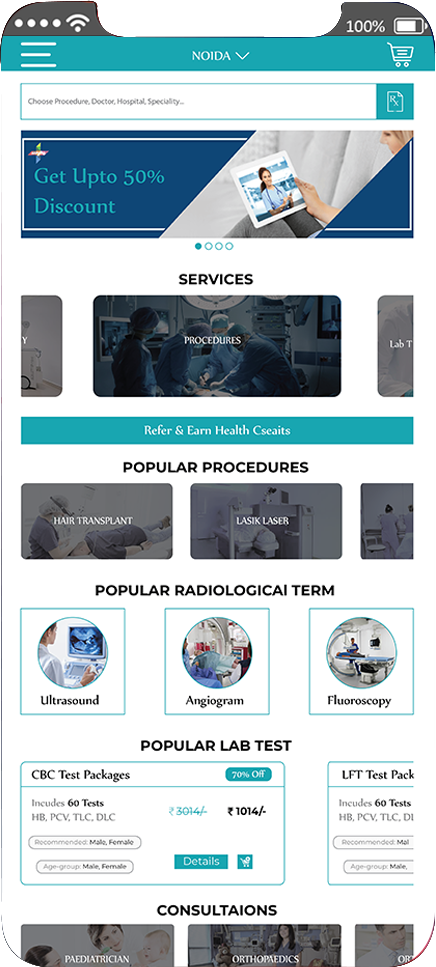 100%
NOIDA
Choose Procedure, Doctor, Hospital, Speciality...
Get Upto 50%
Discount
SERVICES
Y
PROCEDURES
Lab T
Refer & Earn Health Cseaits
POPULAR PROCEDURES
HAIR TRANSPLANT
LASIK LASER
POPULAR RADIOLOGICAl TERM
Ultrasound
Angiogram
Fluoroscopy
POPULAR LAB TEST
CBC Test Packages
70% Off
Incudes 60 Tests
HB, PCV, TLC, DLC
₹ 3014/-
₹ 1014/-
Recommended: Male, Female
Age-group: Male, Female
Details
LFT Test Pack
Incudes 60 Tests
HB, PCV, TLC, DL
Recommended: Mal
Age-group: Male,
CONSULTAIONS
PAEDIATRICIAN
ORTHOPAEDICS
OR